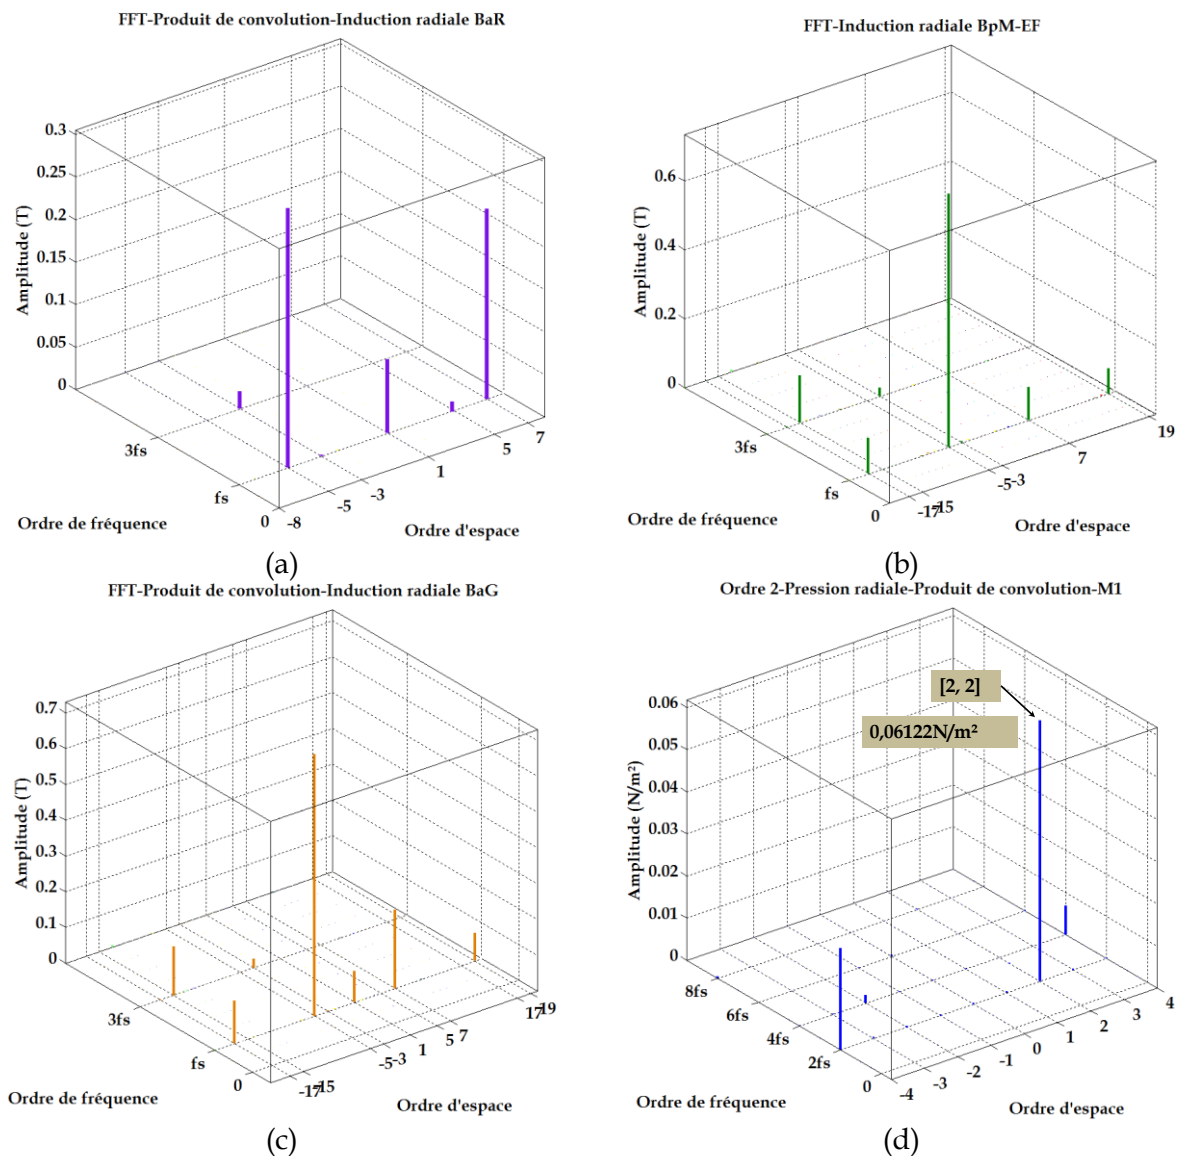 FFT-Produit de convolution-Induction radiale BaR
0.3
0.25
0.2
0.15
0.1
0.05
0
Amplitude (T)
3fs
fs
0
-8
-5
-3
1
5
7
Ordre de fréquence
Ordre d'espace
(a)
FFT-Induction radiale BpM-EF
0.6
0.4
0.2
0
Amplitude (T)
3fs
fs
0
-17
-15
-5
-3
7
19
Ordre de fréquence
Ordre d'espace
(b)
FFT-Produit de convolution-Induction radiale BaG
0.7
0.6
0.5
0.4
0.3
0.2
0.1
0
Amplitude (T)
3fs
fs
0
-17
-15
-5
-3
1
5
7
17
19
Ordre de fréquence
Ordre d'espace
(c)
Ordre 2-Pression radiale-Produit de convolution-M1
[2, 2]
0,06122N/m²
0.06
0.05
0.04
0.03
0.02
0.01
0
Amplitude (N/m²)
8fs
6fs
4fs
2fs
0
-4
-3
-2
-1
0
1
2
3
4
Ordre de fréquence
Ordre d'espace
(d)